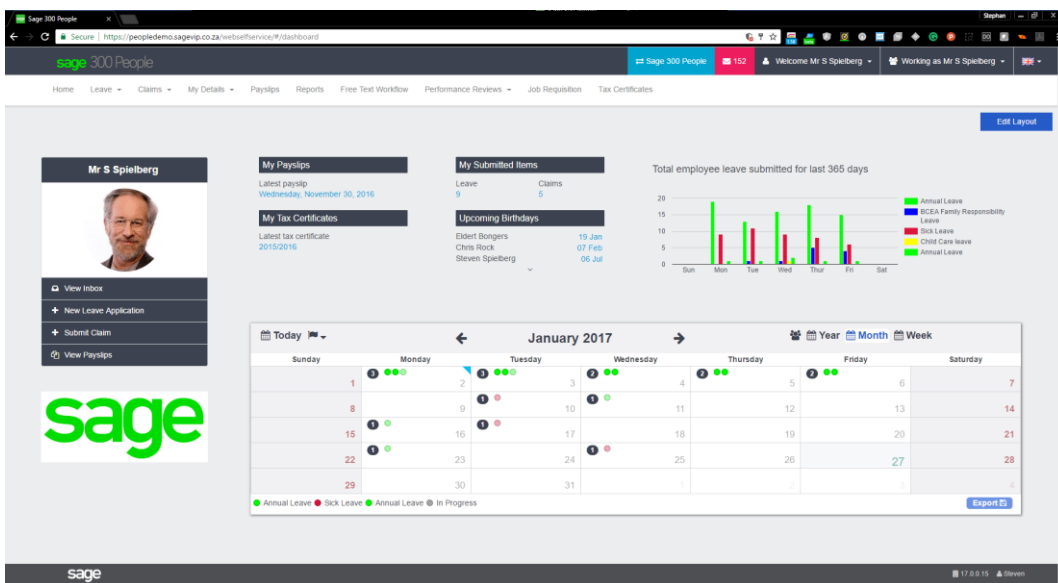 Sage 300 People
Stephan
Secure | https://peopledemo.sagevip.co.za/webselfservice/#/dashboard
sage 300 People
Sage 300 People
152
Welcome Mr S Spielberg
Working as Mr S Spielberg
Home Leave Claims My Details Payslips Reports Free Text Workflow Performance Reviews Job Requisition Tax Certificates
Edit Layout
Mr S Spielberg
View Inbox
New Leave Application
Submit Claim
View Payslips
sage
My Payslips
Latest payslip
Wednesday, November 30, 2016
My Tax Certificates
Latest tax certificate
2015/2016
My Submitted Items
Leave Claims
9 5
Upcoming Birthdays
Eldert Bongers 19 Jan
Chris Rock 07 Feb
Steven Spielberg 06 Jul
Total employee leave submitted for last 365 days
20
15
10
5
0
Sun Mon Tue Wed Thur Fri Sat
Annual Leave
BCEA Family Responsibility
Leave
Sick Leave
Child Care leave
Annual Leave
Today
January 2017
Year Month Week
Sunday Monday Tuesday Wednesday Thursday Friday Saturday
3 3 2 2 2
1 2 3 4 5 6 7
1 1
8 9 10 11 12 13 14
1 1
15 16 17 18 19 20 21
1 1
22 23 24 25 26 27 28
29 30 31 1 2 3 4
Annual Leave Sick Leave Annual Leave In Progress
Export
sage
17.0.0.15 Steven